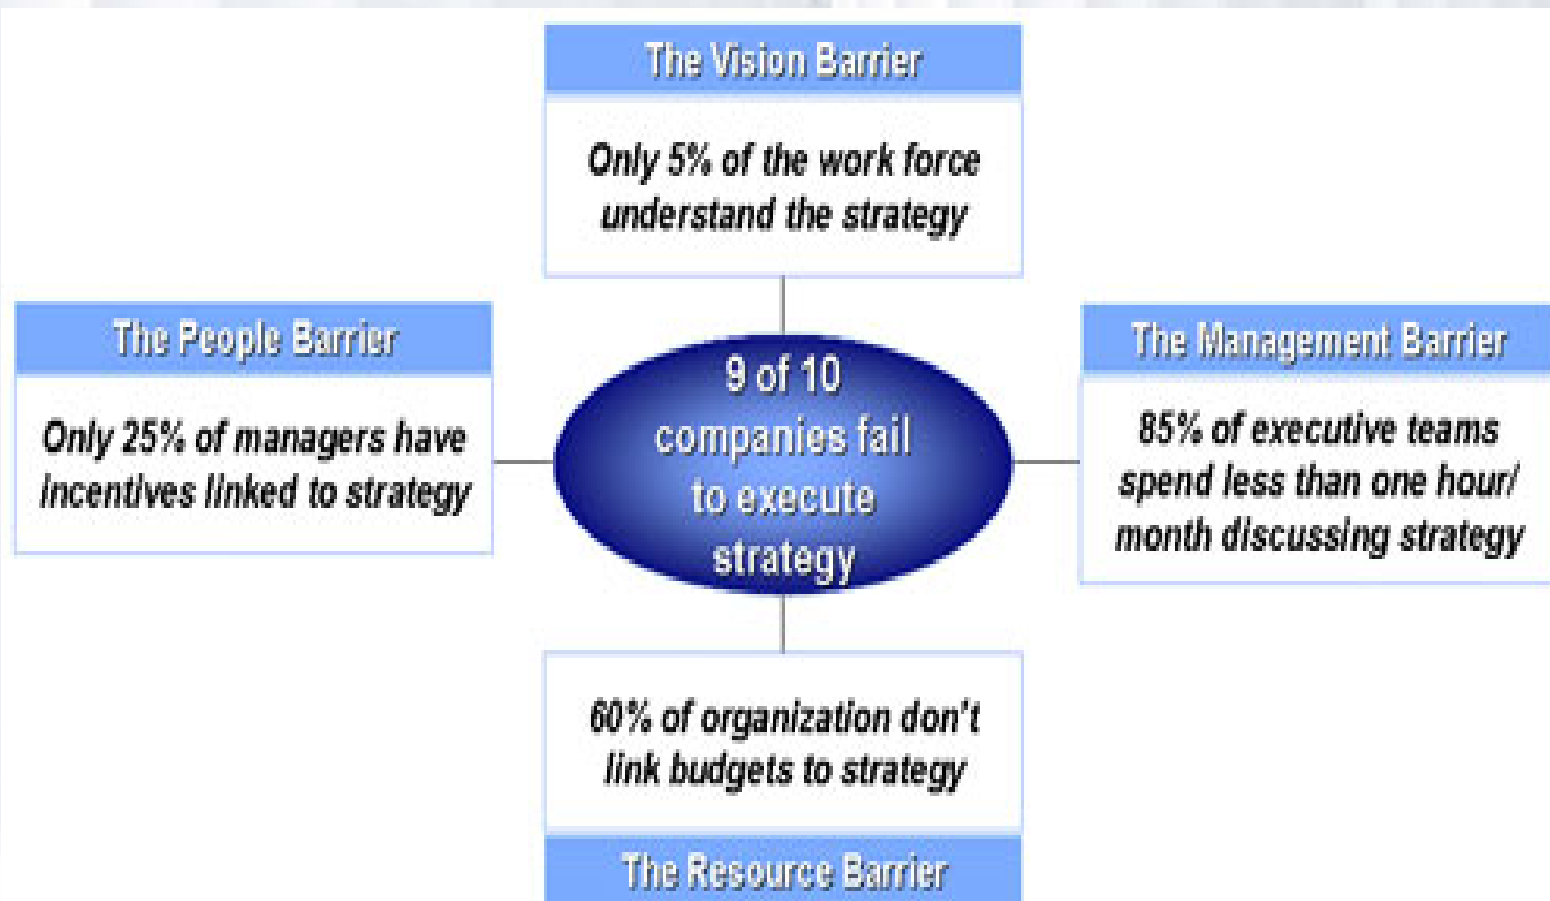 The Vision Barrier
Only 5% of the work force
understand the strategy
The People Barrier
Only 25% of managers have
incentives linked to strategy
9 of 10
companies fail
to execute
strategy
The Management Barrier
85% of executive teams
spend less than one hour/
month discussing strategy
60% of organization don't
link budgets to strategy
The Resource Barrier